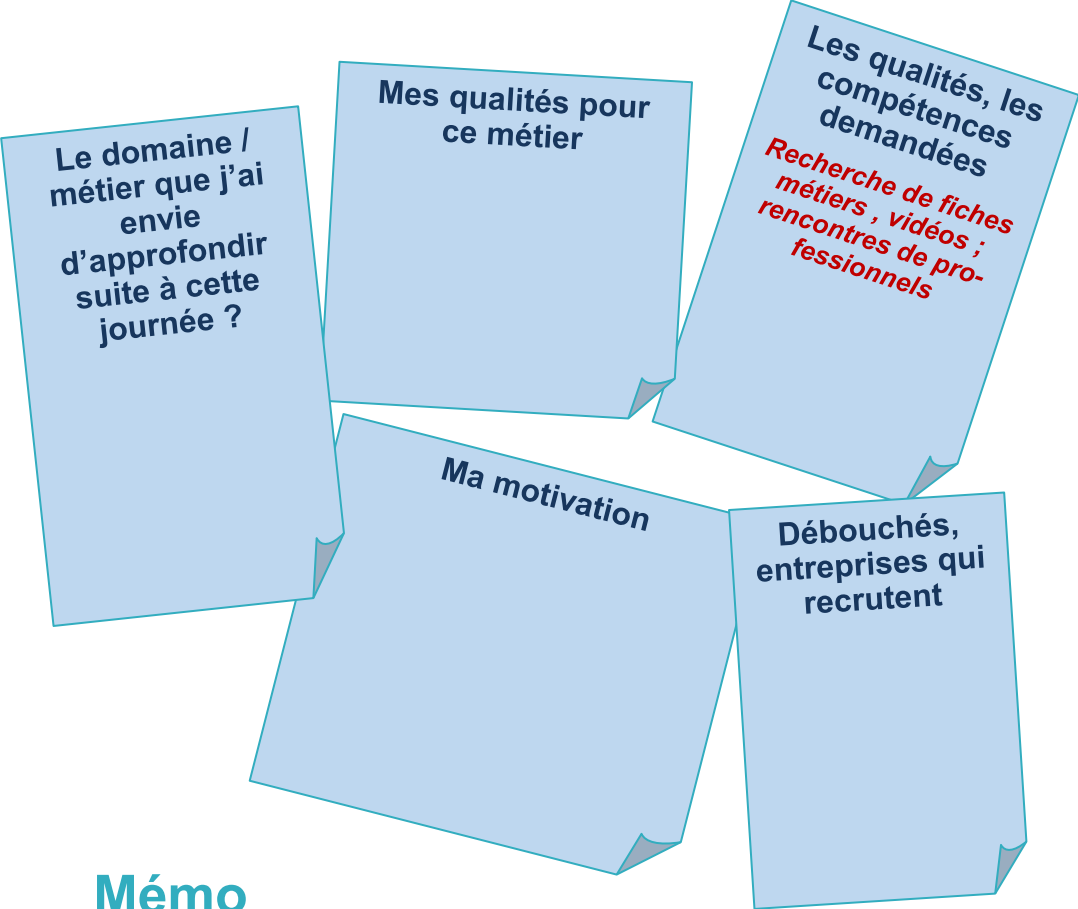 Le domaine /
métier que j’ai
envie
d’approfondir
suite à cette
journée ?
Mes qualités pour
ce métier
Les qualités, les
compétences
demandées
Recherche de fiches
métiers , vidéos ;
rencontres de pro-
fessionnels
Ma motivation
Débouchés,
entreprises qui
recrutent
Mémo